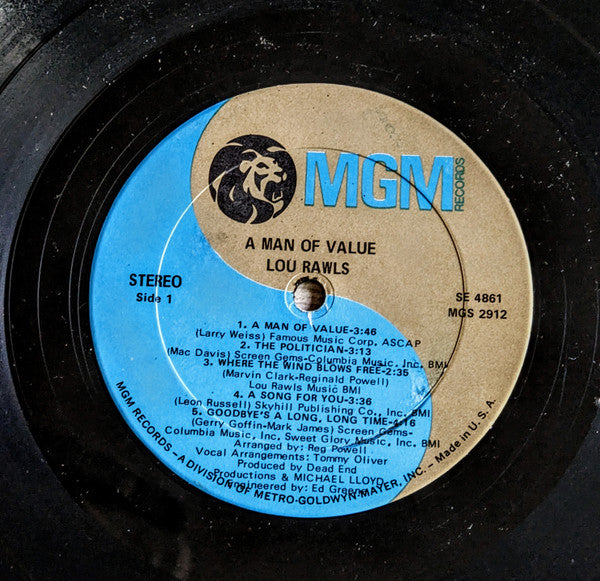 MGM
RECORDS
A MAN OF VALUE
LOU RAWLS
STEREO
Side 1
SE 4861
MGS 2912
1. A MAN OF VALUE-3:46
(Larry Weiss) Famous Music Corp. ASCAP
2. THE POLITICIAN-3:13
(Mac Davis) Screen Gems-Columbia Music, Inc. BMI
3. WHERE THE WIND BLOWS FREE-2:35
(Marvin Clark-Reginald Powell)
Lou Rawls Music BMI
4. A SONG FOR YOU-3:36
(Leon Russell) Skyhill Publishing Co., Inc. BMI
5. GOODBYE'S A LONG, LONG TIME-4:16
(Gerry Goffin-Mark James) Screen Gems-
Columbia Music, Inc. Sweet Glory Music, Inc. BMI
Arranged by: Reg Powell
Vocal Arrangements: Tommy Oliver
Produced by Dead End
Productions & MICHAEL LLOYD
Engineered by: Ed Greene
MGM RECORDS – A DIVISION OF METRO-GOLDWYN-MAYER, INC. – Made in U. S. A.